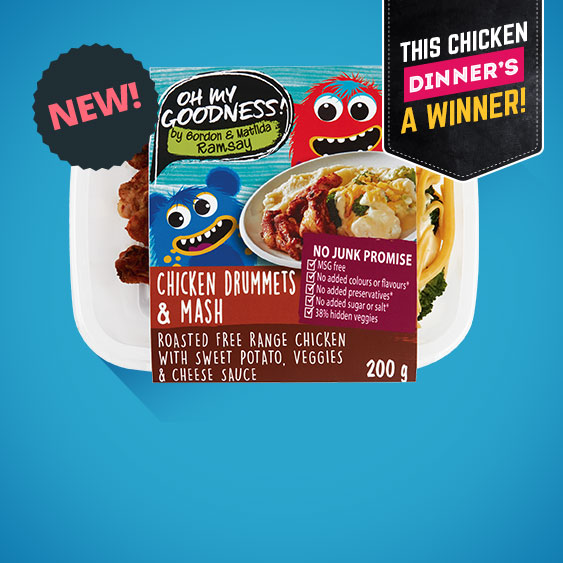 NEW!
THIS CHICKEN
DINNER'S
A WINNER!
OH MY
GOODNESS!
by Gordon & Matilda
Ramsay
NO JUNK PROMISE
MSG free
No added colours or flavours*
No added preservatives*
No added sugar or salt*
38% hidden veggies
CHICKEN DRUMMETS
& MASH
ROASTED FREE RANGE CHICKEN
WITH SWEET POTATO, VEGGIES
& CHEESE SAUCE
200 g